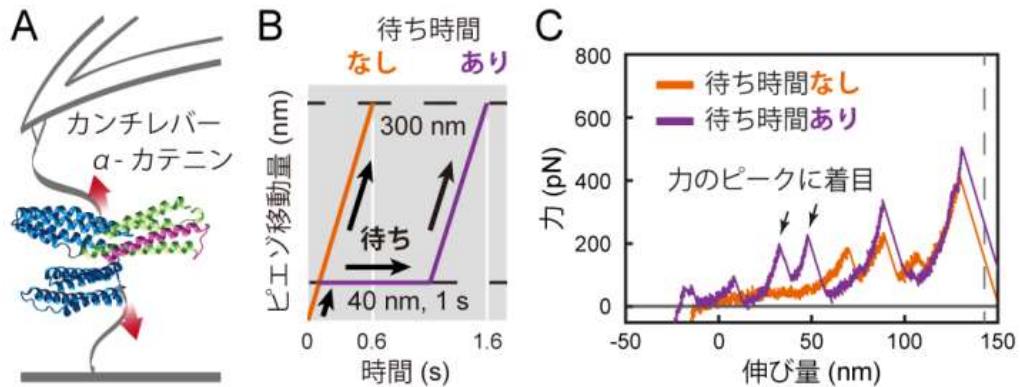 A
カンチレバー
α- カテニン
B
待ち時間
なし
あり
ピエゾ移動量 (nm)
300 nm
待ち
40 nm, 1 s
0
0.6
1.6
時間 (s)
C
力 (pN)
800
600
400
200
0
待ち時間なし
待ち時間あり
力のピークに着目
-50
0
50
100
150
伸び量 (nm)